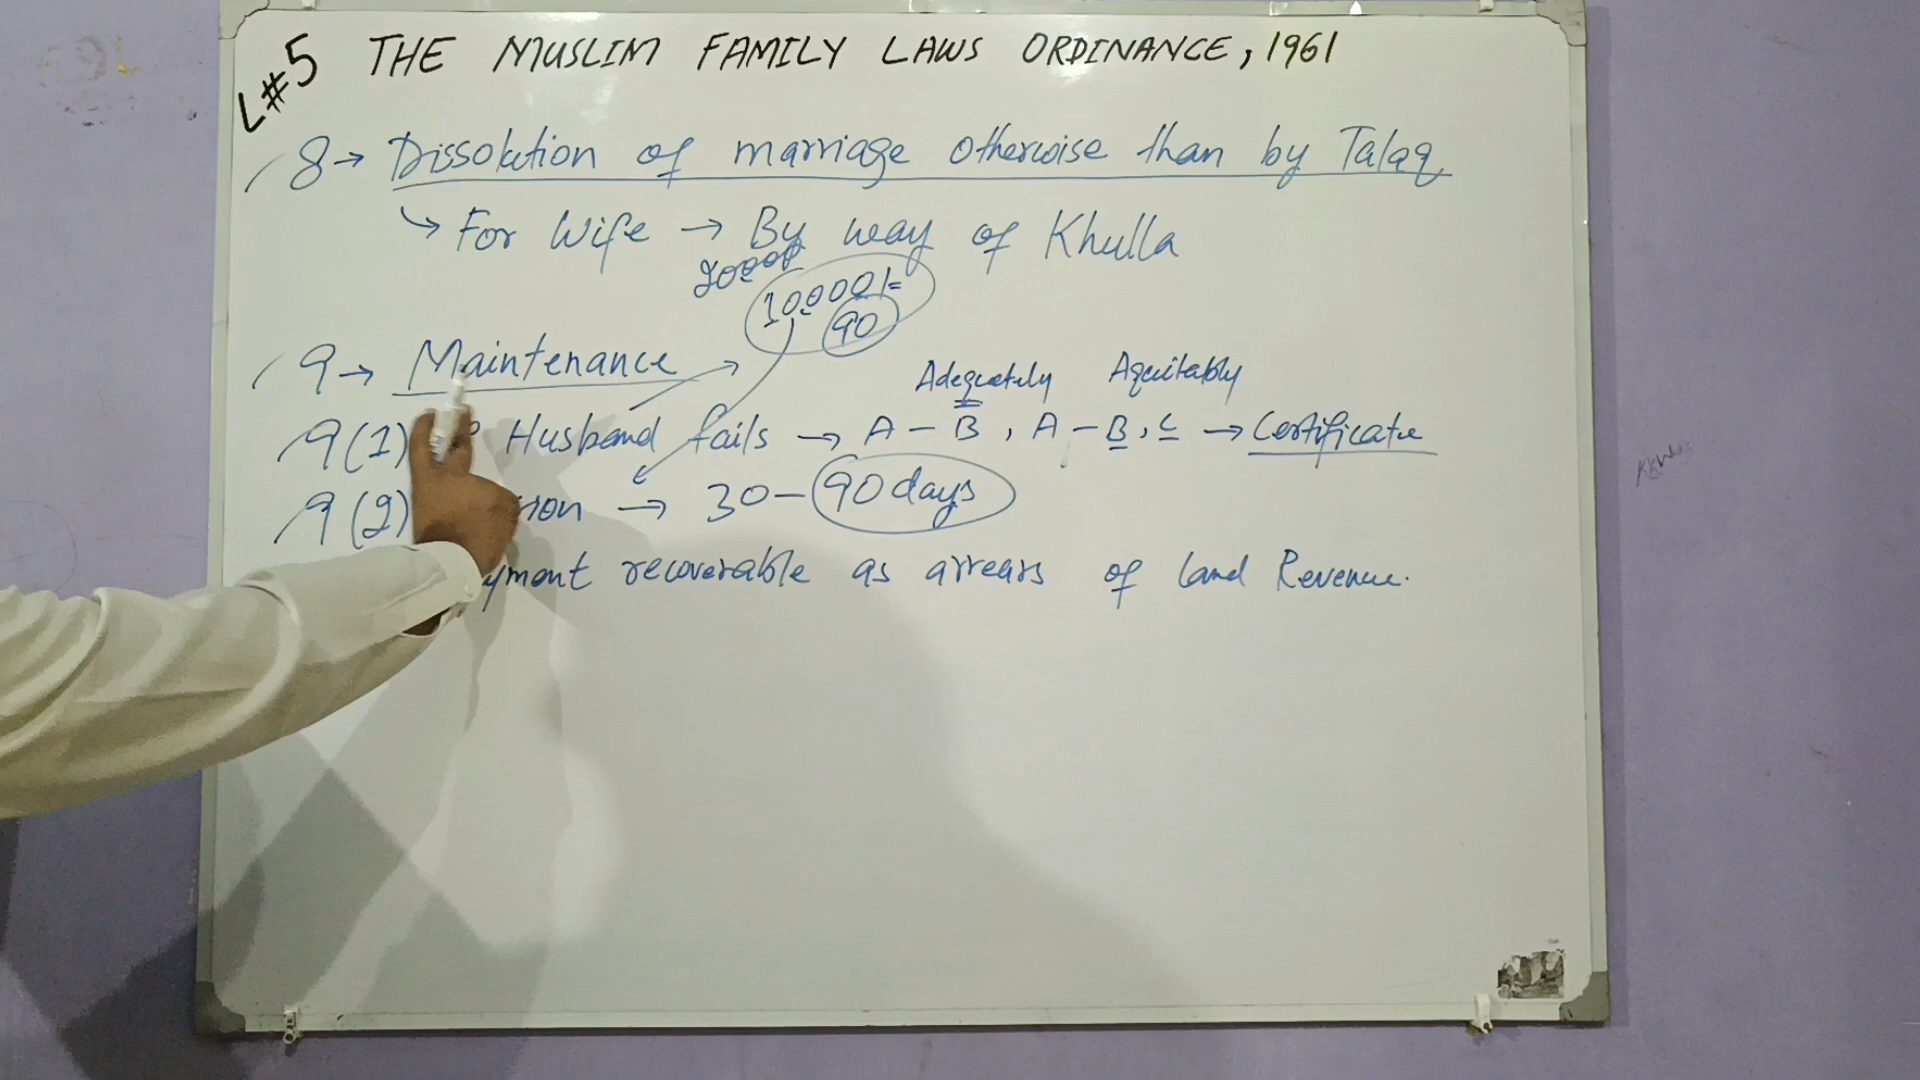 L#5 THE MUSLIM FAMILY LAWS ORDINANCE, 1961
8→ Dissolution of marriage otherwise than by Talaq
↳ For Wife → By way of Khulla
20000
10000/=
90
9→ Maintenance →
Adequately Aquitably
9(1) Husband fails → A – B, A – B, C → Certificate
9(2) → 30 – 90 days
recoverable as arrears of land Revenue.